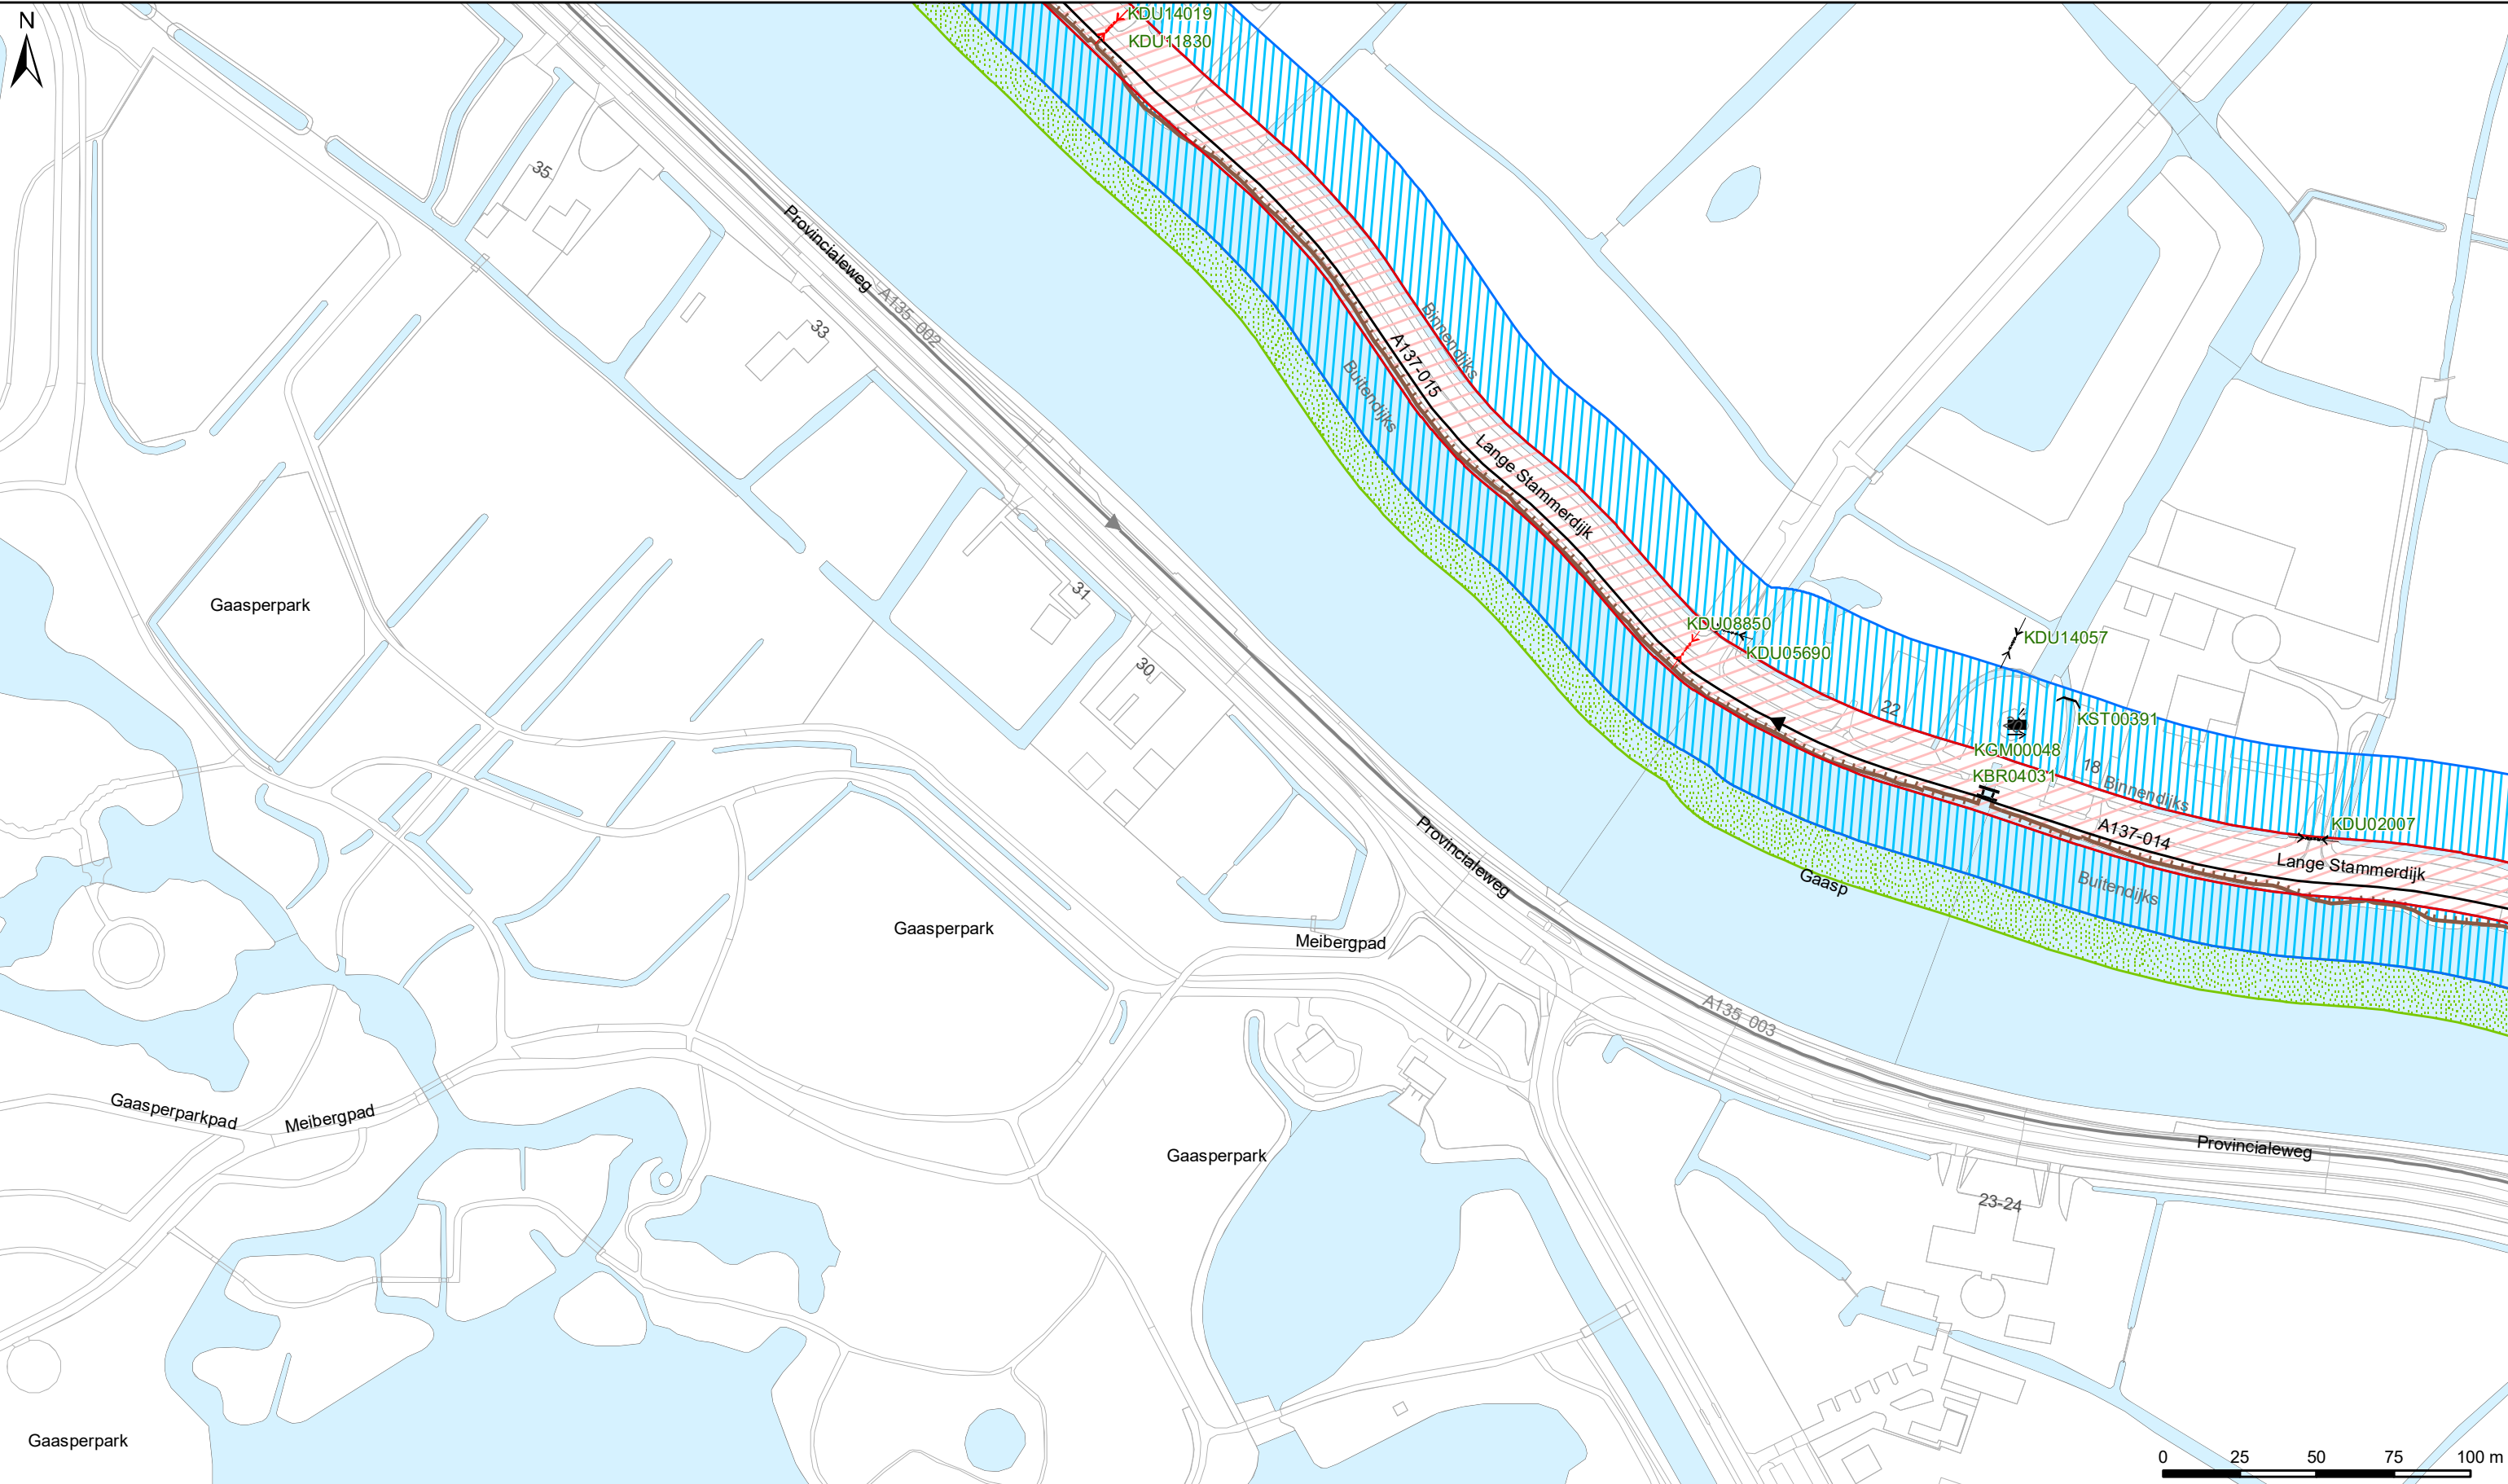 N
KDU14019
KDU11830
35
Provincialeweg
A135_002
33
Binnendijks
A137-015
Buitendijks
Lange Stammerdijk
Gaasperpark
31
30
KDU08850
KDU05690
KDU14057
22
KST00391
KGM00048
18
KBR04031
Binnendijks
KDU02007
A137-014
Lange Stammerdijk
Buitendijks
Provincialeweg
Gaasp
Gaasperpark
Meibergpad
A135_003
Gaasperparkpad
Meibergpad
Gaasperpark
Provincialeweg
23-24
Gaasperpark
0 25 50 75 100 m